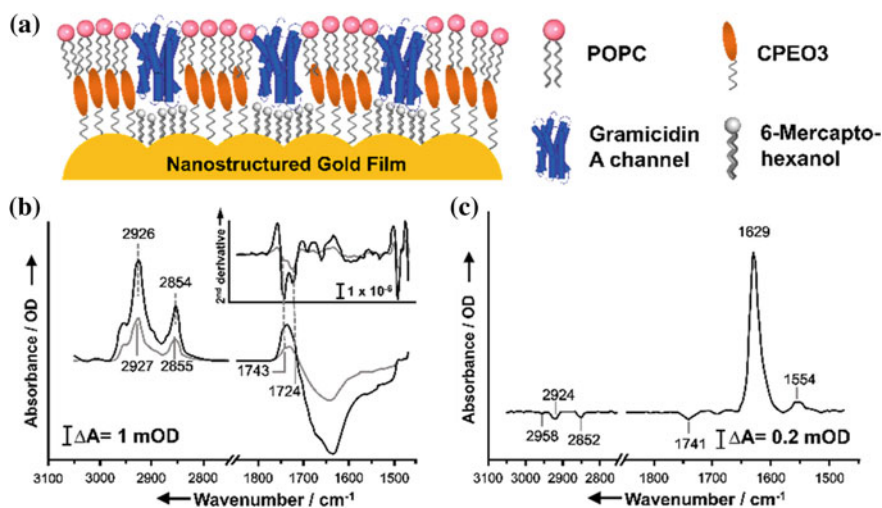 (a)
Nanostructured Gold Film
POPC
CPEO3
Gramicidin
A channel
6-Mercapto-
hexanol
(b)
Absorbance / OD
2926
2854
2927
2855
2nd derivative
1 x 10-6
1743
1724
ΔA= 1 mOD
3100
3000
2900
2800
1800
1700
1600
1500
Wavenumber / cm-1
(c)
Absorbance / OD
1629
2924
2958
2852
1741
1554
ΔA= 0.2 mOD
3100
3000
2900
2800
1800
1700
1600
1500
Wavenumber / cm-1